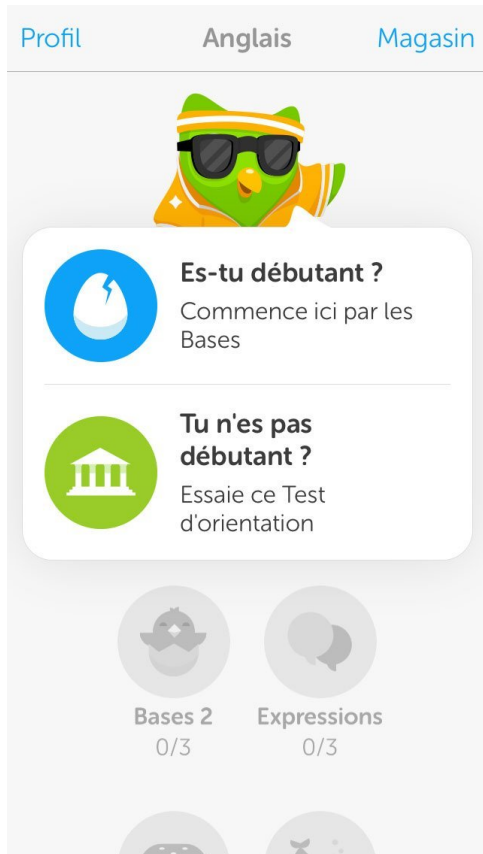 Profil Anglais Magasin
Es-tu débutant ?
Commence ici par les
Bases
Tu n'es pas
débutant ?
Essaie ce Test
d'orientation
Bases 2 Expressions
0/3 0/3